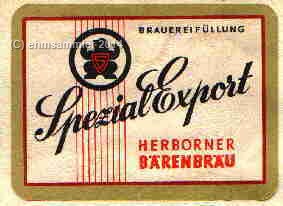 BRAUEREIFÜLLUNG
Spezial Export
HERBORNER
BÄRENBRÄU